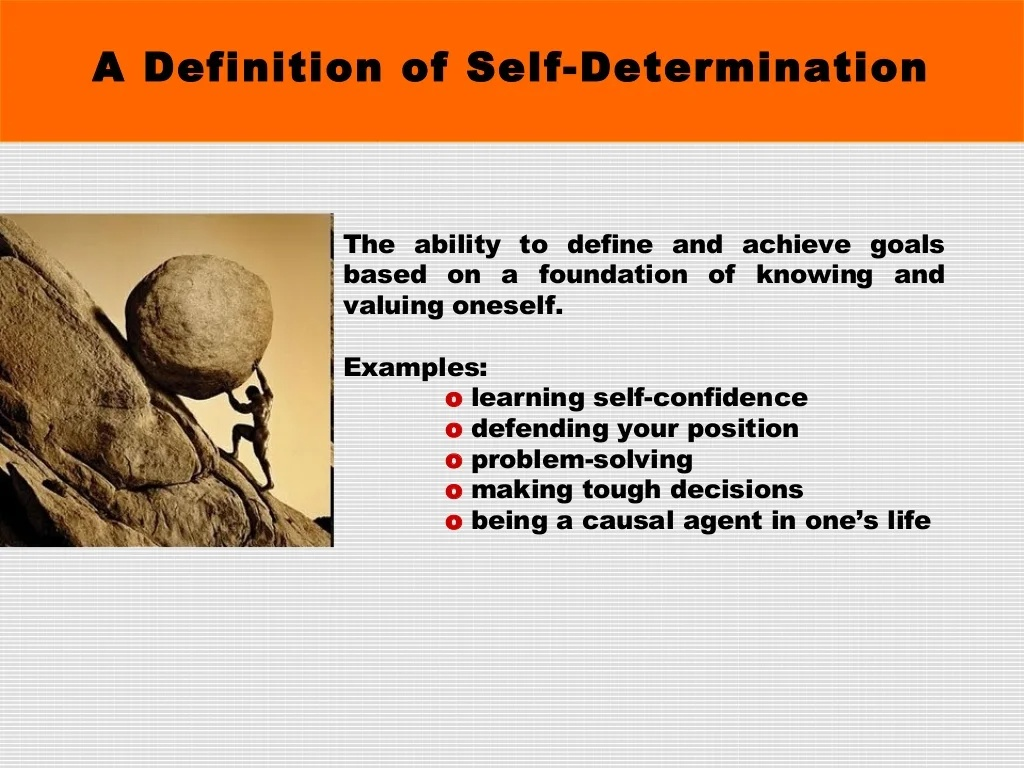 A Definition of Self-Determination
The ability to define and achieve goals
based on a foundation of knowing and
valuing oneself.
Examples:
o learning self-confidence
o defending your position
o problem-solving
o making tough decisions
o being a causal agent in one’s life